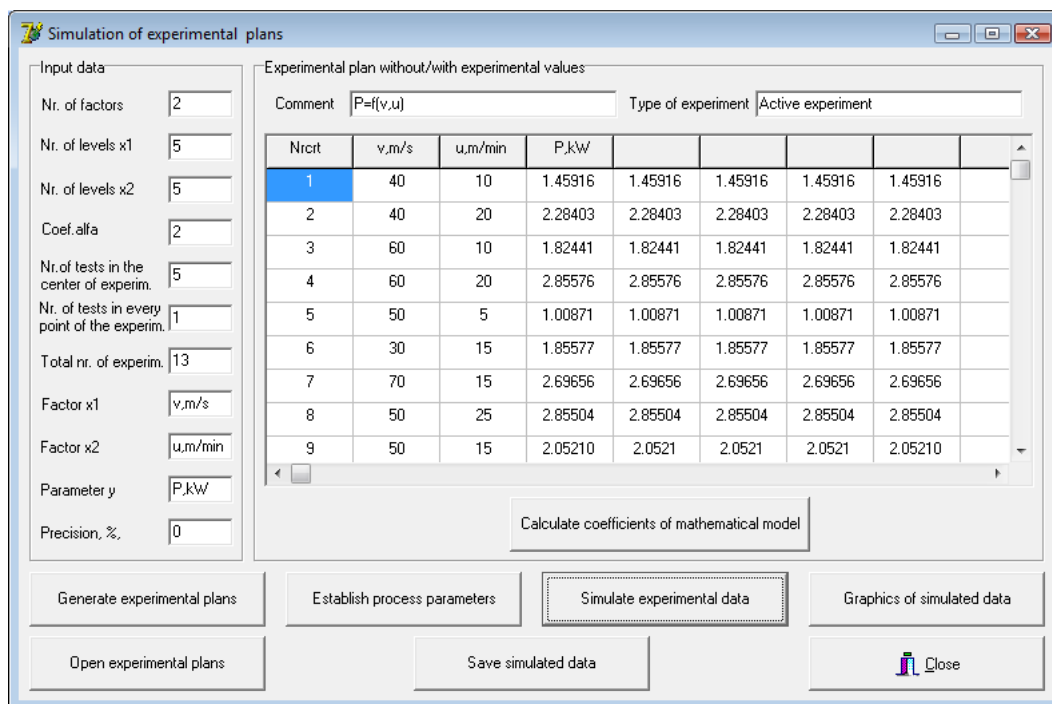 Simulation of experimental plans
Input data
Nr. of factors 2
Nr. of levels x1 5
Nr. of levels x2 5
Coef.alfa 2
Nr.of tests in the
center of experim. 5
Nr. of tests in every
point of the experim. 1
Total nr. of experim. 13
Factor x1 v,m/s
Factor x2 u,m/min
Parameter y P,kW
Precision, %, 0
Experimental plan without/with experimental values
Comment P=f(v,u) Type of experiment Active experiment
Nrcrt v,m/s u,m/min P,kW
1 40 10 1.45916 1.45916 1.45916 1.45916 1.45916
2 40 20 2.28403 2.28403 2.28403 2.28403 2.28403
3 60 10 1.82441 1.82441 1.82441 1.82441 1.82441
4 60 20 2.85576 2.85576 2.85576 2.85576 2.85576
5 50 5 1.00871 1.00871 1.00871 1.00871 1.00871
6 30 15 1.85577 1.85577 1.85577 1.85577 1.85577
7 70 15 2.69656 2.69656 2.69656 2.69656 2.69656
8 50 25 2.85504 2.85504 2.85504 2.85504 2.85504
9 50 15 2.05210 2.0521 2.0521 2.0521 2.05210
Calculate coefficients of mathematical model
Generate experimental plans Establish process parameters Simulate experimental data Graphics of simulated data
Open experimental plans Save simulated data Close